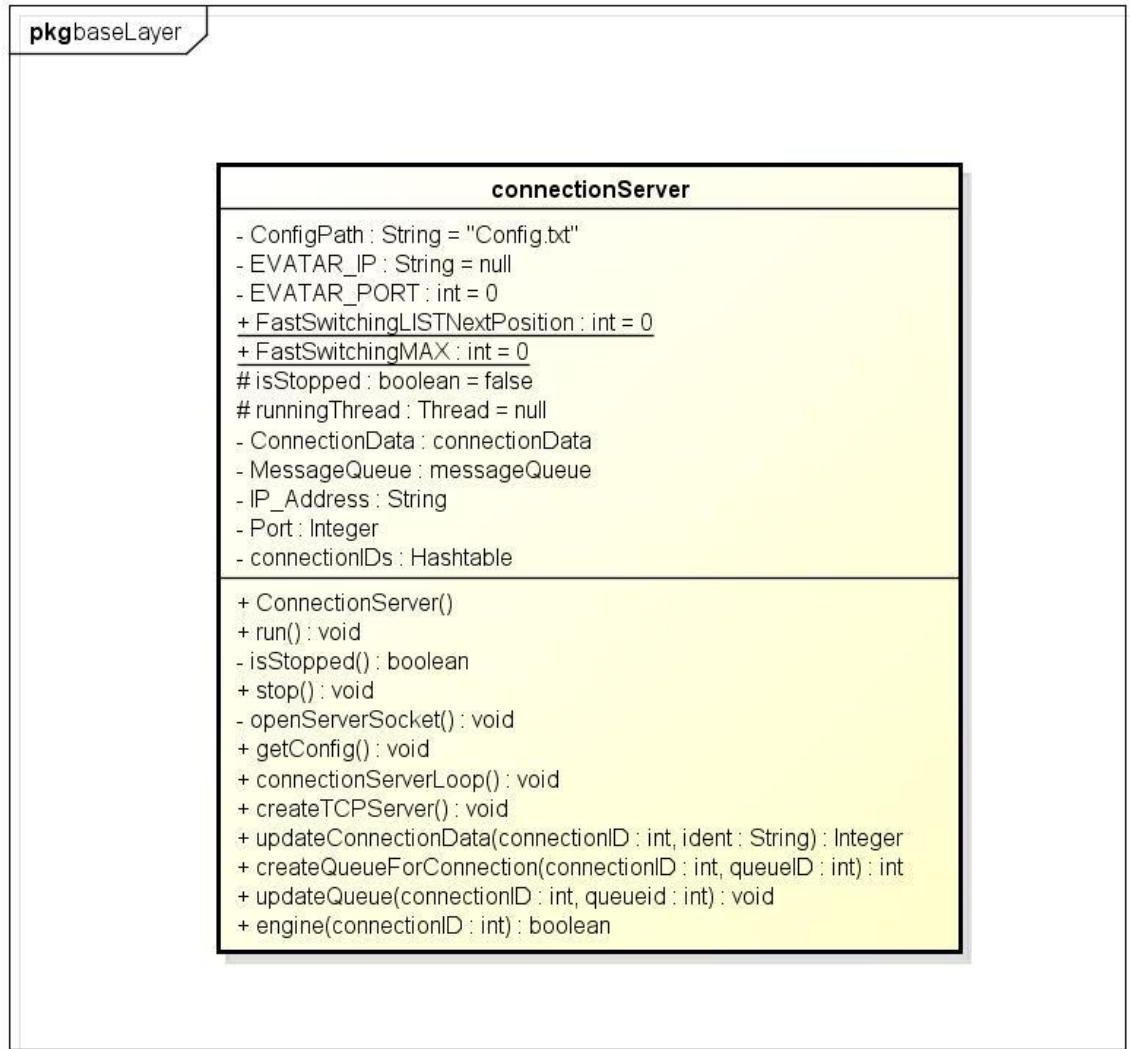 pkgbaseLayer
connectionServer
- ConfigPath : String = "Config.txt"
- EVATAR_IP : String = null
- EVATAR_PORT : int = 0
+ FastSwitchingLISTNextPosition : int = 0
+ FastSwitchingMAX : int = 0
# isStopped : boolean = false
# runningThread : Thread = null
- ConnectionData : connectionData
- MessageQueue : messageQueue
- IP_Address : String
- Port : Integer
- connectionIDs : Hashtable
+ ConnectionServer()
+ run() : void
- isStopped() : boolean
+ stop() : void
- openServerSocket() : void
+ getConfig() : void
+ connectionServerLoop() : void
+ createTCPServer() : void
+ updateConnectionData(connectionID : int, ident : String) : Integer
+ createQueueForConnection(connectionID : int, queueID : int) : int
+ updateQueue(connectionID : int, queueid : int) : void
+ engine(connectionID : int) : boolean